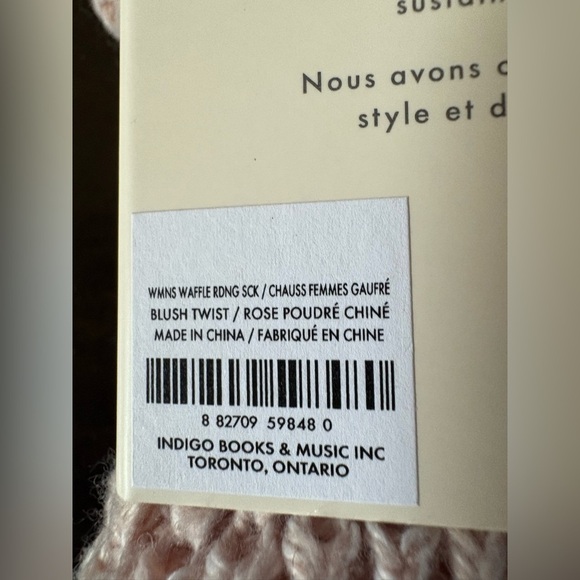 Nous avons
style et
WMNS WAFFLE RDNG SCK / CHAUSS FEMMES GAUFRÉ
BLUSH TWIST / ROSE POUDRÉ CHINÉ
MADE IN CHINA / FABRIQUÉ EN CHINE
8 82709 59848 0
INDIGO BOOKS & MUSIC INC
TORONTO, ONTARIO